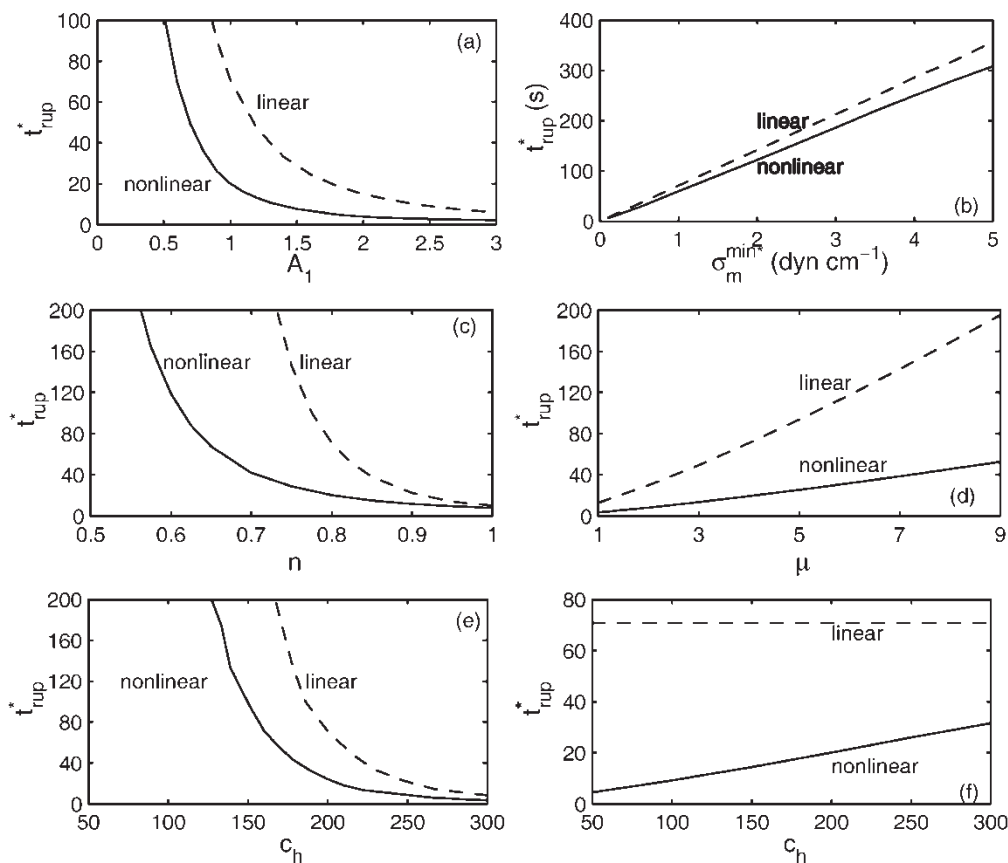 100
80
60
40
20
0
t*rup
(a)
linear
nonlinear
0 0.5 1 1.5 2 2.5 3
A1
400
300
200
100
0
t*rup (s)
linear
nonlinear
(b)
0 1 2 3 4 5
σm^min* (dyn cm−1)
200
160
120
80
40
0
t*rup
(c)
nonlinear linear
0.5 0.6 0.7 0.8 0.9 1
n
200
160
120
80
40
0
t*rup
linear
nonlinear
(d)
1 3 5 7 9
μ
200
160
120
80
40
0
t*rup
(e)
nonlinear linear
50 100 150 200 250 300
ch
80
60
40
20
0
t*rup
linear
nonlinear
(f)
50 100 150 200 250 300
ch